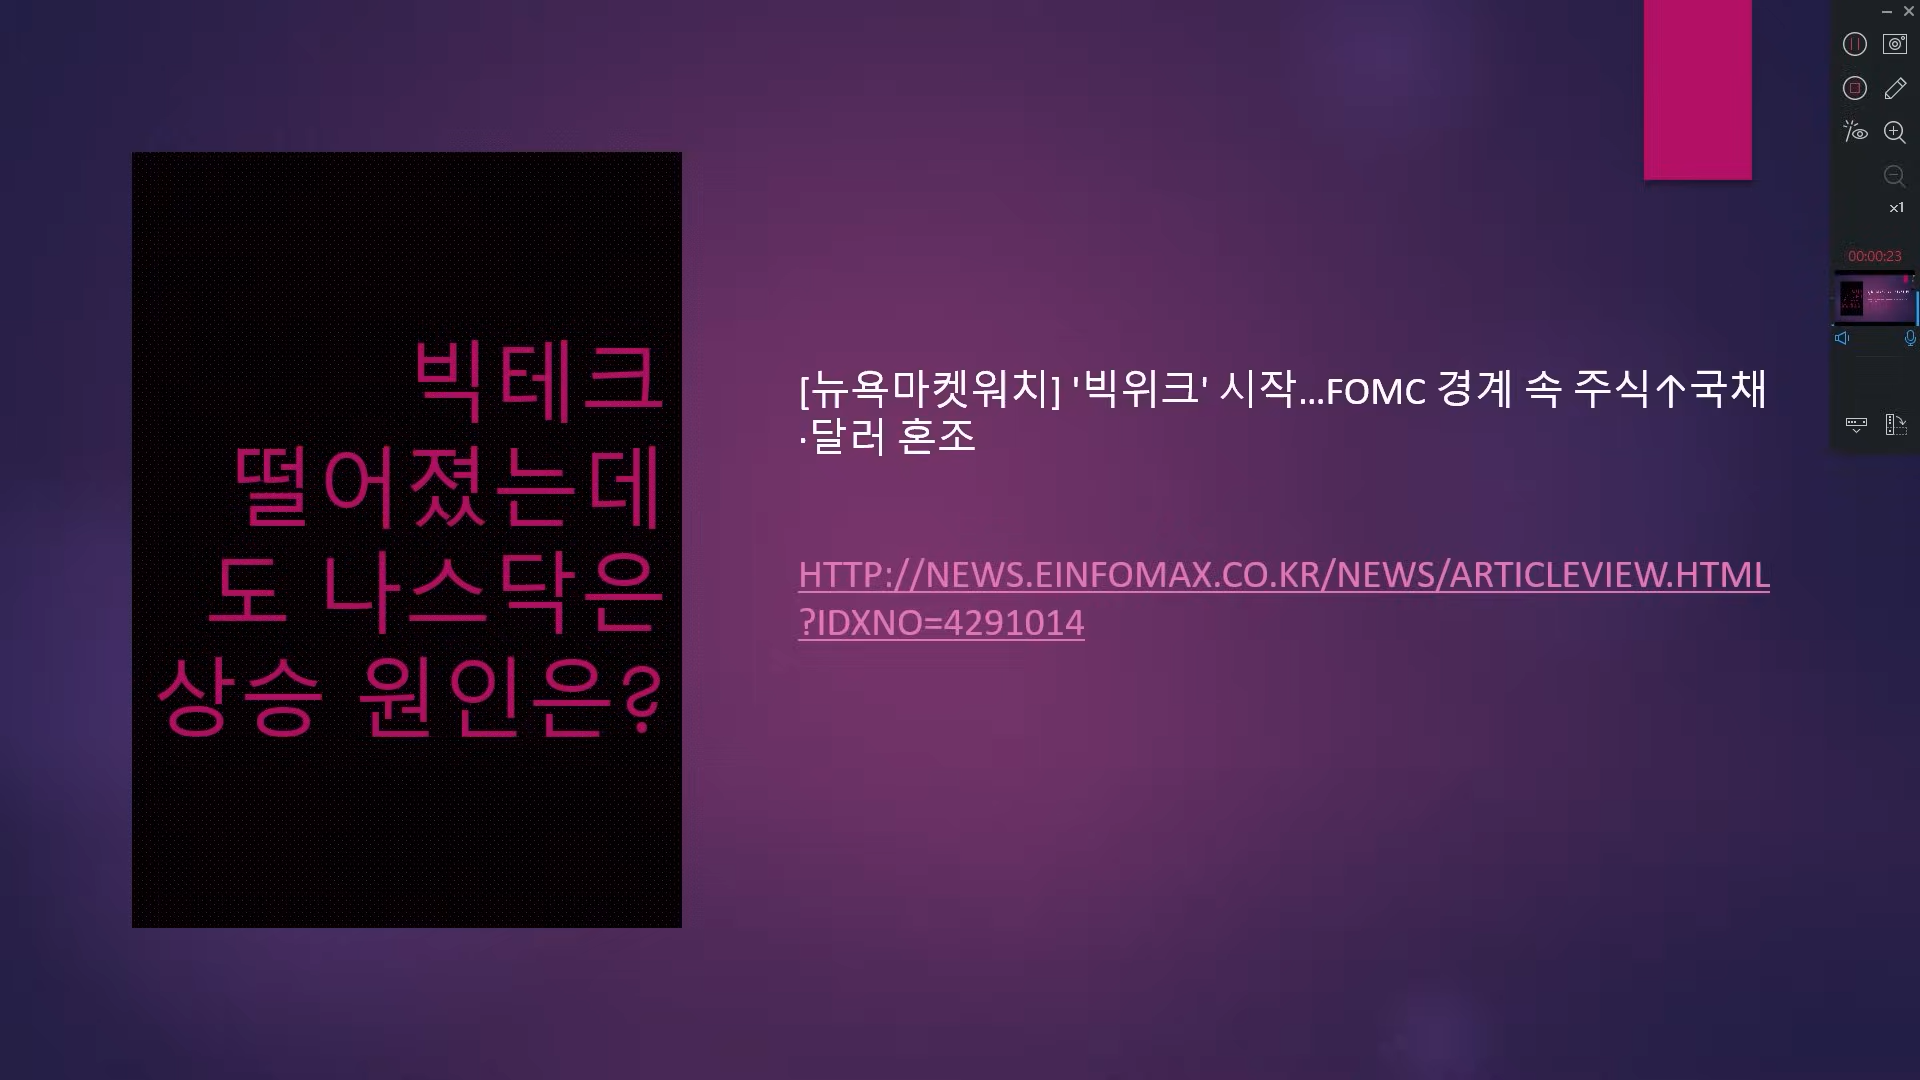 빅테크
떨어졌는데
도 나스닥은
상승 원인은?
[뉴욕마켓워치] '빅위크' 시작...FOMC 경계 속 주식↑국채
·달러 혼조
HTTP://NEWS.EINFOMAX.CO.KR/NEWS/ARTICLEVIEW.HTML
?IDXNO=4291014
x1
00:00:23